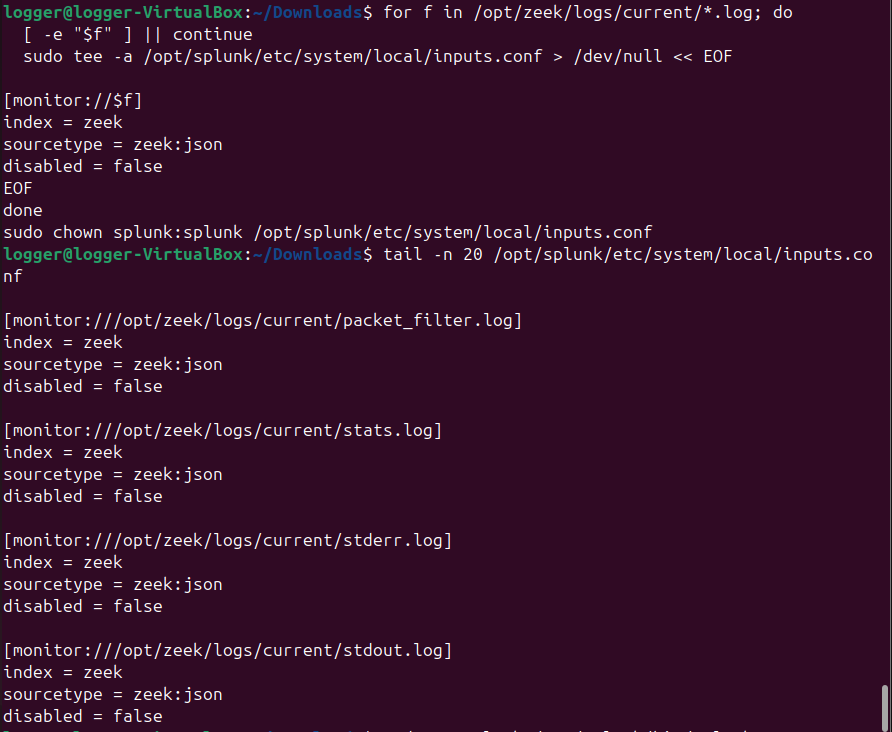 logger@logger-VirtualBox:~/Downloads$ for f in /opt/zeek/logs/current/*.log; do
  [ -e "$f" ] || continue
  sudo tee -a /opt/splunk/etc/system/local/inputs.conf > /dev/null << EOF

[monitor://$f]
index = zeek
sourcetype = zeek:json
disabled = false
EOF
done
sudo chown splunk:splunk /opt/splunk/etc/system/local/inputs.conf
logger@logger-VirtualBox:~/Downloads$ tail -n 20 /opt/splunk/etc/system/local/inputs.co
nf

[monitor:///opt/zeek/logs/current/packet_filter.log]
index = zeek
sourcetype = zeek:json
disabled = false

[monitor:///opt/zeek/logs/current/stats.log]
index = zeek
sourcetype = zeek:json
disabled = false

[monitor:///opt/zeek/logs/current/stderr.log]
index = zeek
sourcetype = zeek:json
disabled = false

[monitor:///opt/zeek/logs/current/stdout.log]
index = zeek
sourcetype = zeek:json
disabled = false